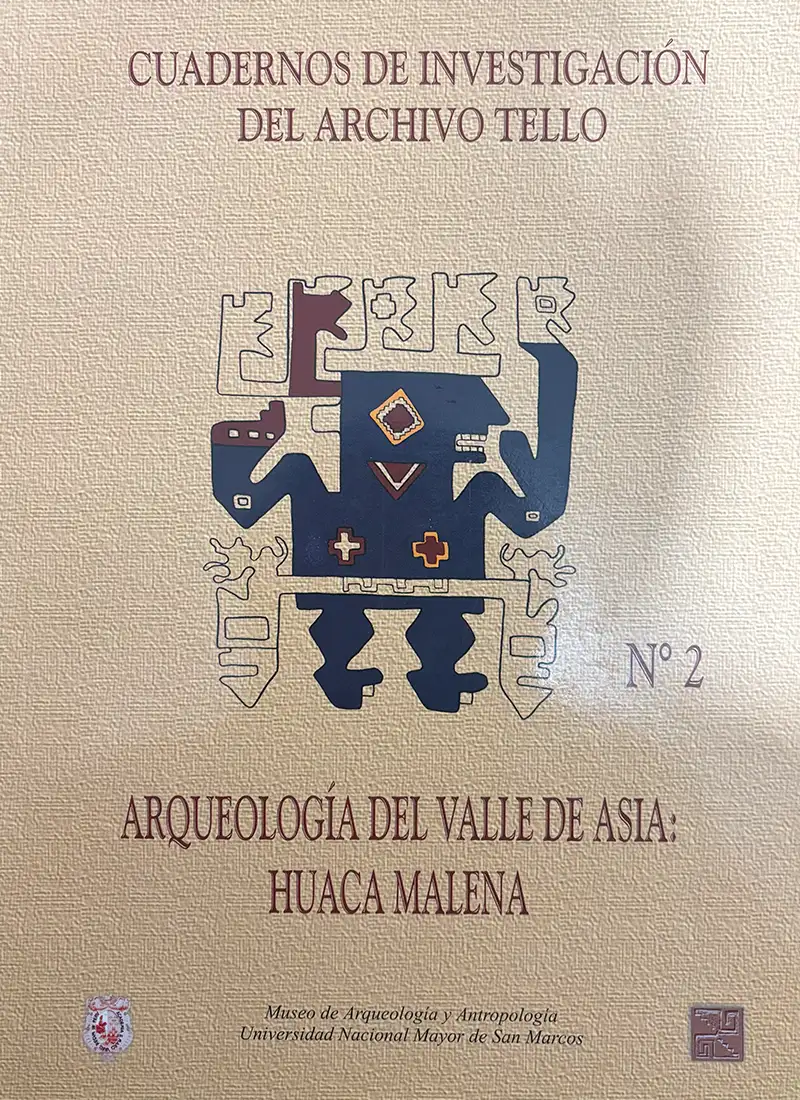 CUADERNOS DE INVESTIGACIÓN
DEL ARCHIVO TELLO
N° 2
ARQUEOLOGÍA DEL VALLE DE ASIA:
HUACA MALENA
Museo de Arqueología y Antropología
Universidad Nacional Mayor de San Marcos